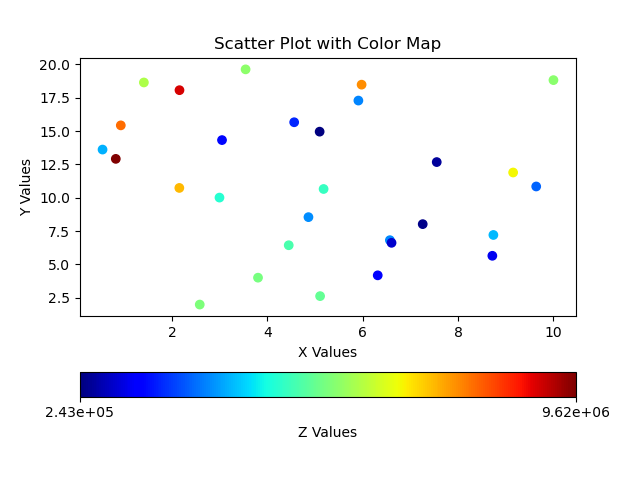 Scatter Plot with Color Map
20.0
17.5
15.0
12.5
10.0
7.5
5.0
2.5
Y Values
2 4 6 8 10
X Values
2.43e+05 9.62e+06
Z Values